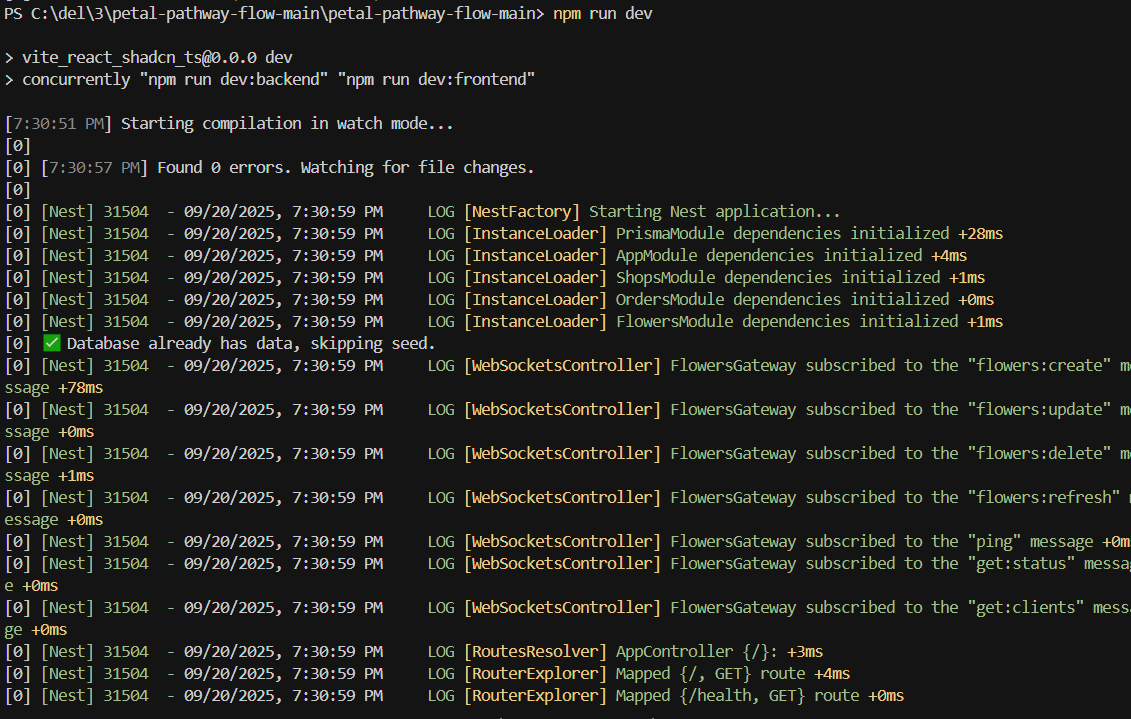 PS C:\del\3\petal-pathway-flow-main\petal-pathway-flow-main> npm run dev
> vite_react_shadcn_ts@0.0.0 dev
> concurrently "npm run dev:backend" "npm run dev:frontend"
[7:30:51 PM] Starting compilation in watch mode...
[0]
[0] [7:30:57 PM] Found 0 errors. Watching for file changes.
[0]
[0] [Nest] 31504  - 09/20/2025, 7:30:59 PM     LOG [NestFactory] Starting Nest application...
[0] [Nest] 31504  - 09/20/2025, 7:30:59 PM     LOG [InstanceLoader] PrismaModule dependencies initialized +28ms
[0] [Nest] 31504  - 09/20/2025, 7:30:59 PM     LOG [InstanceLoader] AppModule dependencies initialized +4ms
[0] [Nest] 31504  - 09/20/2025, 7:30:59 PM     LOG [InstanceLoader] ShopsModule dependencies initialized +1ms
[0] [Nest] 31504  - 09/20/2025, 7:30:59 PM     LOG [InstanceLoader] OrdersModule dependencies initialized +0ms
[0] [Nest] 31504  - 09/20/2025, 7:30:59 PM     LOG [InstanceLoader] FlowersModule dependencies initialized +1ms
[0] ✅ Database already has data, skipping seed.
[0] [Nest] 31504  - 09/20/2025, 7:30:59 PM     LOG [WebSocketsController] FlowersGateway subscribed to the "flowers:create" me
ssage +78ms
[0] [Nest] 31504  - 09/20/2025, 7:30:59 PM     LOG [WebSocketsController] FlowersGateway subscribed to the "flowers:update" me
ssage +0ms
[0] [Nest] 31504  - 09/20/2025, 7:30:59 PM     LOG [WebSocketsController] FlowersGateway subscribed to the "flowers:delete" me
ssage +1ms
[0] [Nest] 31504  - 09/20/2025, 7:30:59 PM     LOG [WebSocketsController] FlowersGateway subscribed to the "flowers:refresh" m
essage +0ms
[0] [Nest] 31504  - 09/20/2025, 7:30:59 PM     LOG [WebSocketsController] FlowersGateway subscribed to the "ping" message +0m
[0] [Nest] 31504  - 09/20/2025, 7:30:59 PM     LOG [WebSocketsController] FlowersGateway subscribed to the "get:status" messag
e +0ms
[0] [Nest] 31504  - 09/20/2025, 7:30:59 PM     LOG [WebSocketsController] FlowersGateway subscribed to the "get:clients" messa
ge +0ms
[0] [Nest] 31504  - 09/20/2025, 7:30:59 PM     LOG [RoutesResolver] AppController {/}: +3ms
[0] [Nest] 31504  - 09/20/2025, 7:30:59 PM     LOG [RouterExplorer] Mapped {/, GET} route +4ms
[0] [Nest] 31504  - 09/20/2025, 7:30:59 PM     LOG [RouterExplorer] Mapped {/health, GET} route +0ms